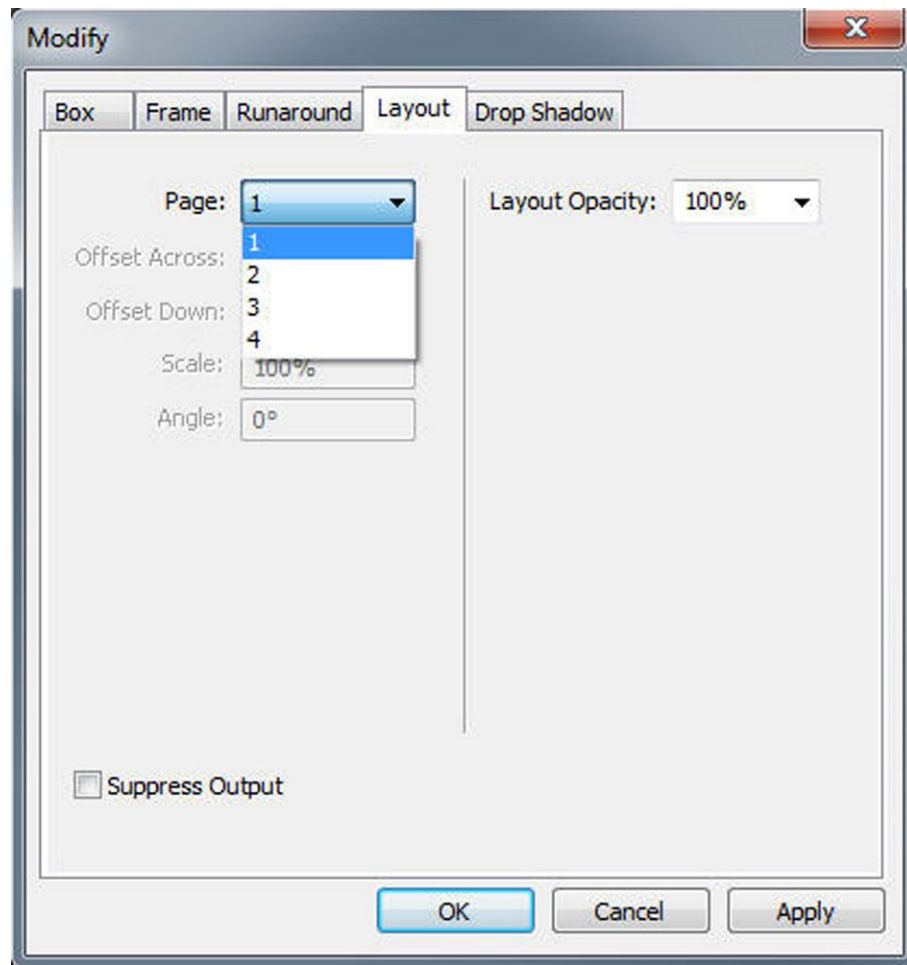 Modify
Box Frame Runaround Layout Drop Shadow
Page: 1 Layout Opacity: 100%
1
Offset Across:
2
Offset Down: 3
4
Scale: 100%
Angle: 0°
Suppress Output
OK Cancel Apply